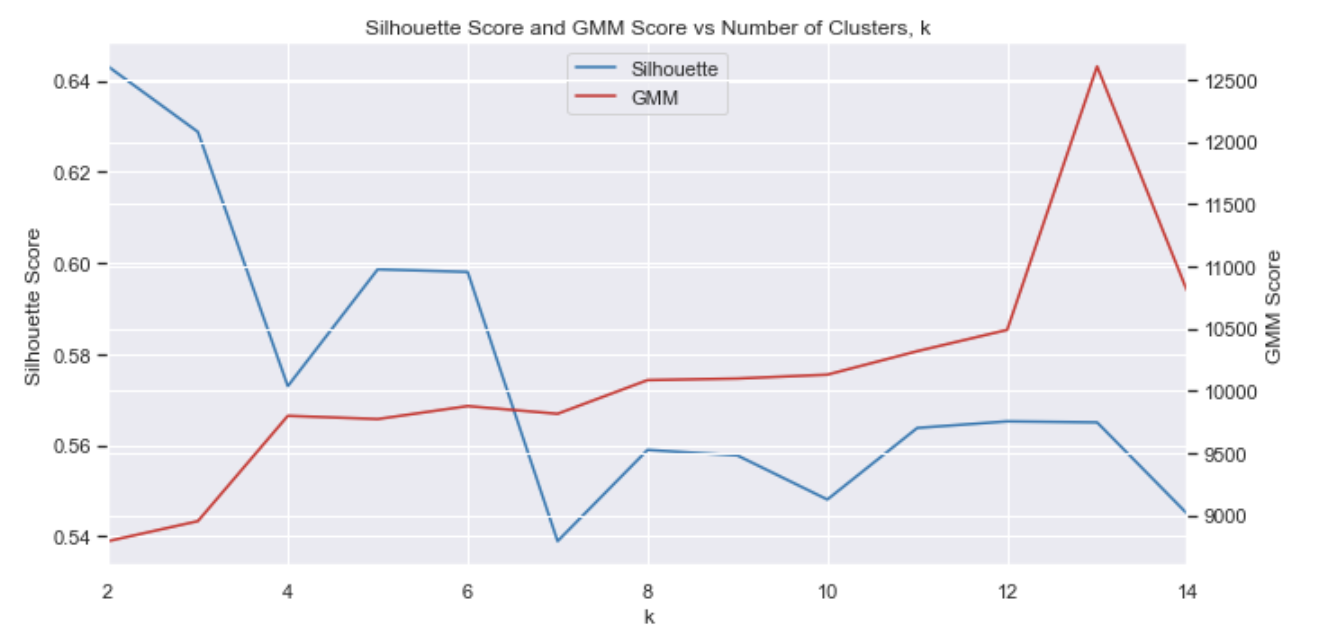 Silhouette Score and GMM Score vs Number of Clusters, k
Silhouette
GMM
Silhouette Score
0.64
0.62
0.60
0.58
0.56
0.54
12500
12000
11500
11000
10500
10000
9500
9000
GMM Score
2 4 6 8 10 12 14
k